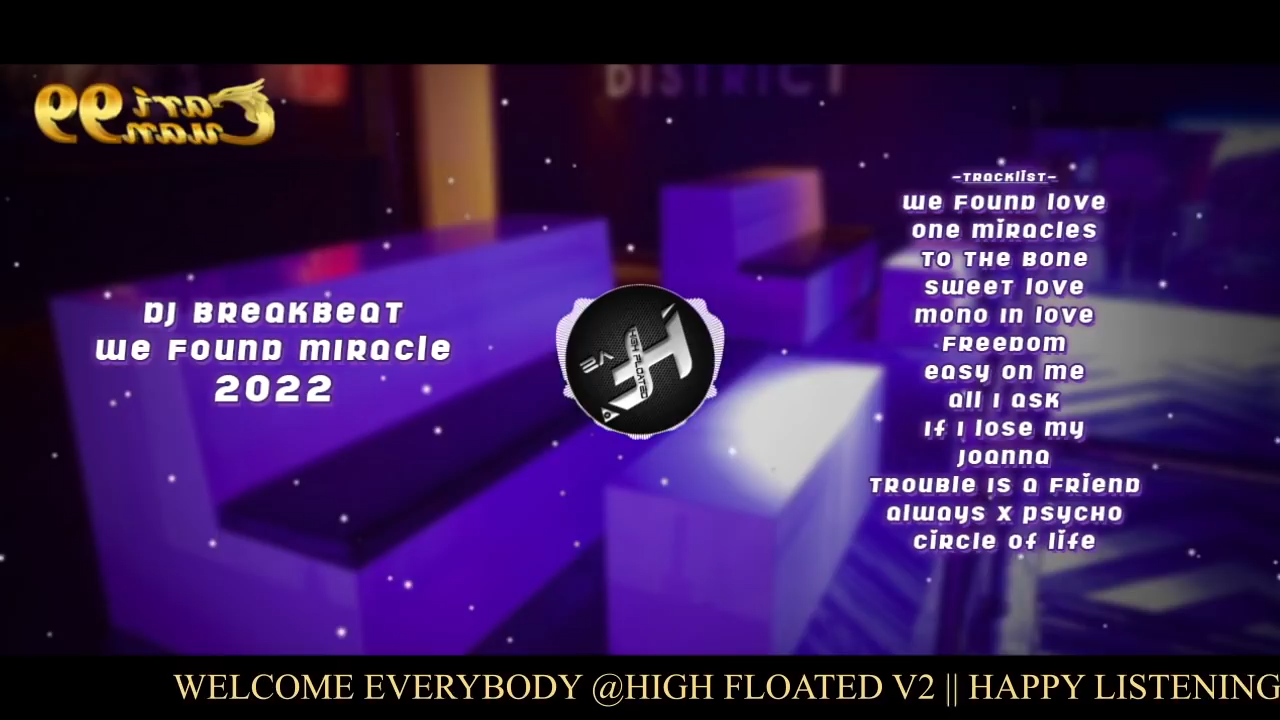 Cari
Cuan 99
DISTRICT
DJ BREAKBEAT
WE FOUND MIRACLE
2022
HIGH FLOATED
V2
-TRACKLIST-
WE FOUND LOVE
ONE MIRACLES
TO THE BONE
SWEET LOVE
MONO IN LOVE
FREEDOM
EASY ON ME
ALL I ASK
IF I LOSE MY
JOANNA
TROUBLE IS A FRIEND
ALWAYS X PSYCHO
CIRCLE OF LIFE
WELCOME EVERYBODY @HIGH FLOATED V2 || HAPPY LISTENING